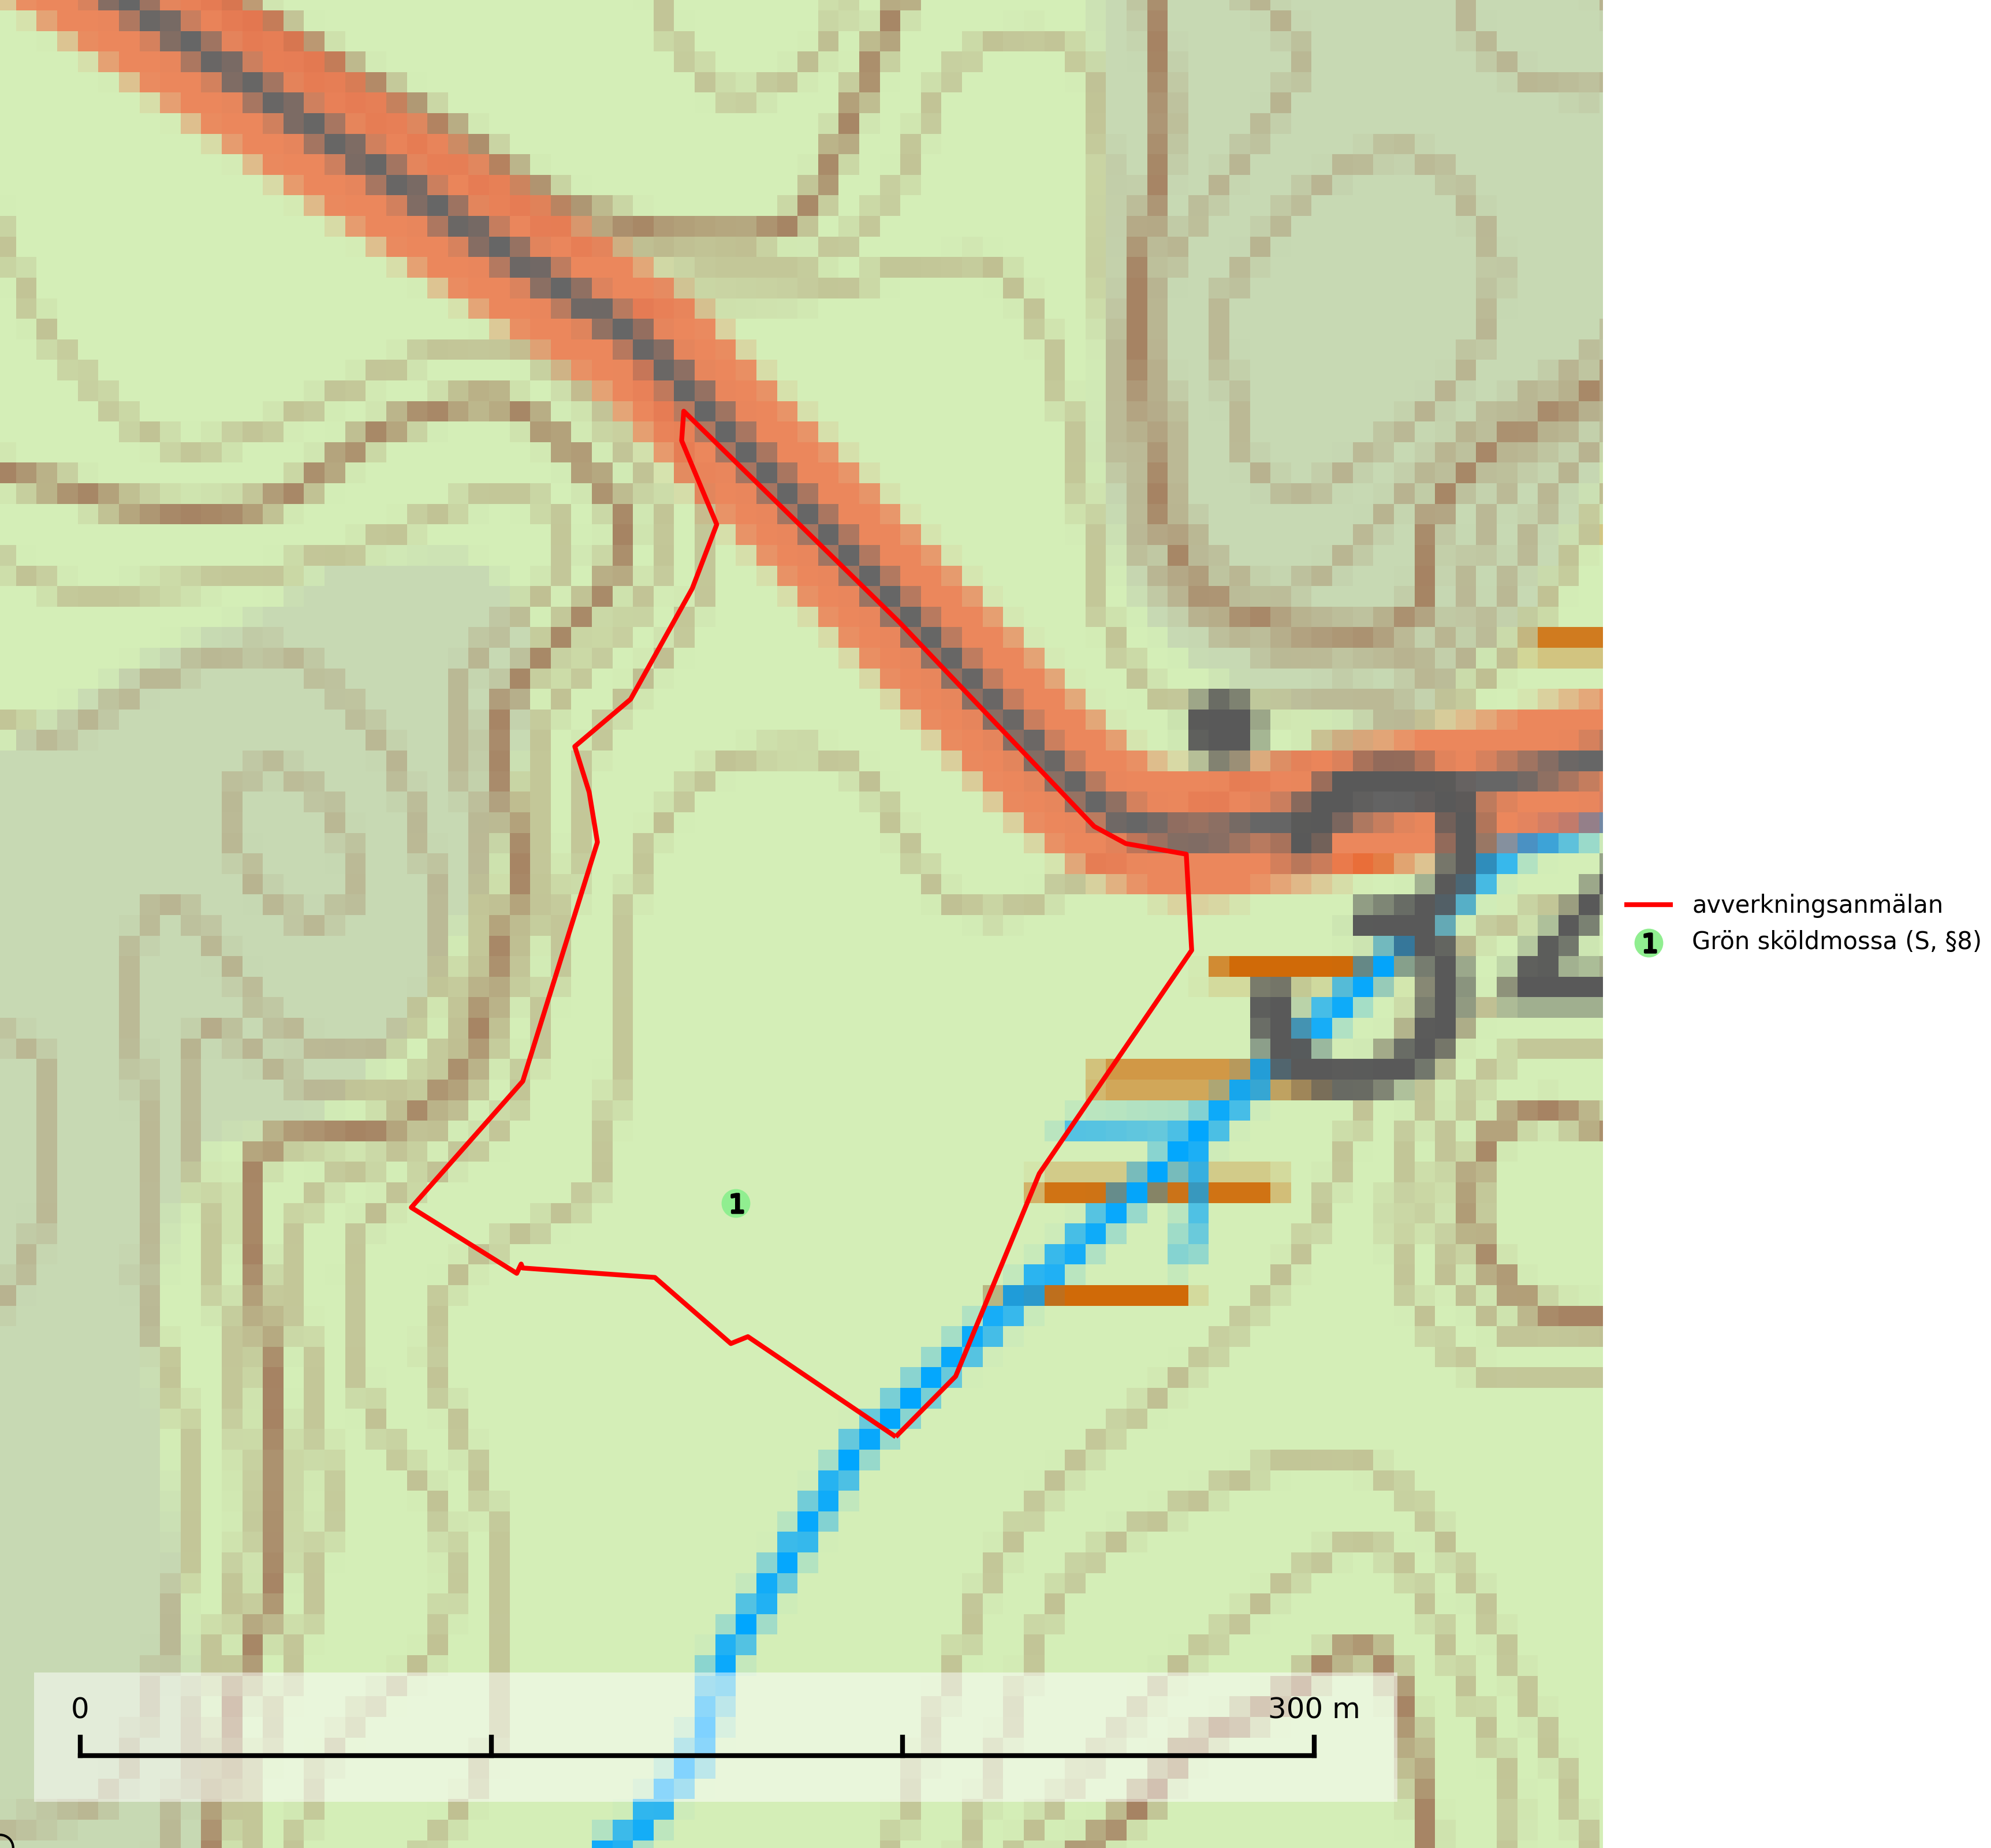 avverkningsanmälan
1 Grön sköldmossa (S, §8)
1
0 300 m